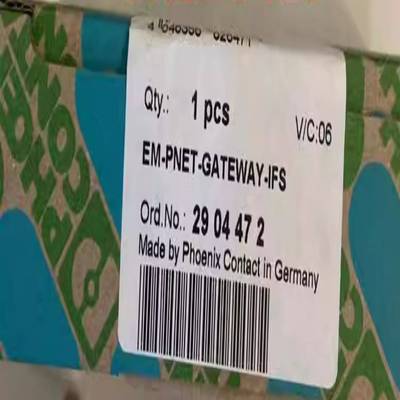 Qty.: 1 pcs
V/C:06
EM-PNET-GATEWAY-IFS
Ord.No.: 29 04 47 2
Made by Phoenix Contact in Germany